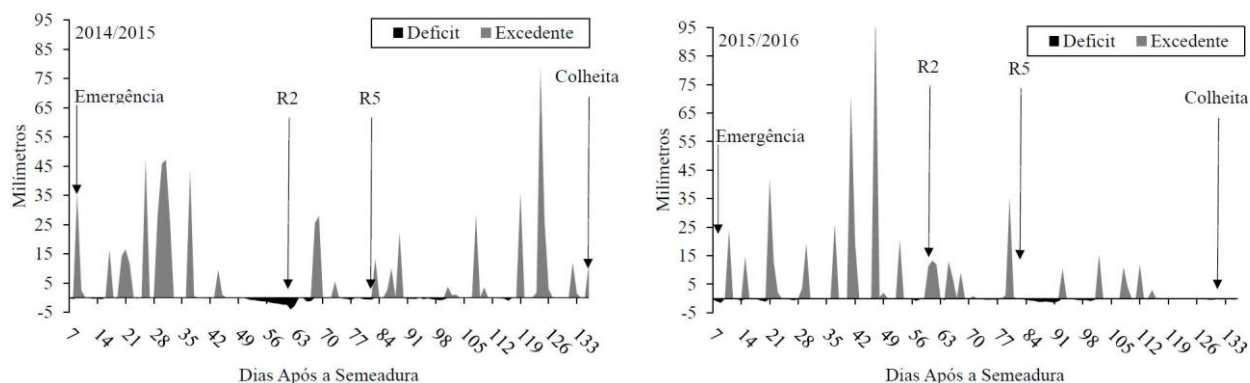 95
85
75
65
55
45
35
25
15
5
-5
Milímetros
2014/2015
Deficit
Excedente
Emergência
R2
R5
Colheita
7 14 21 28 35 42 49 56 63 70 77 84 91 98 105 112 119 126 133
Dias Após a Semeadura
95
85
75
65
55
45
35
25
15
5
-5
Milímetros
2015/2016
Deficit
Excedente
Emergência
R2
R5
Colheita
7 14 21 28 35 42 49 56 63 70 77 84 91 98 105 112 119 126 133
Dias Após a Semeadura